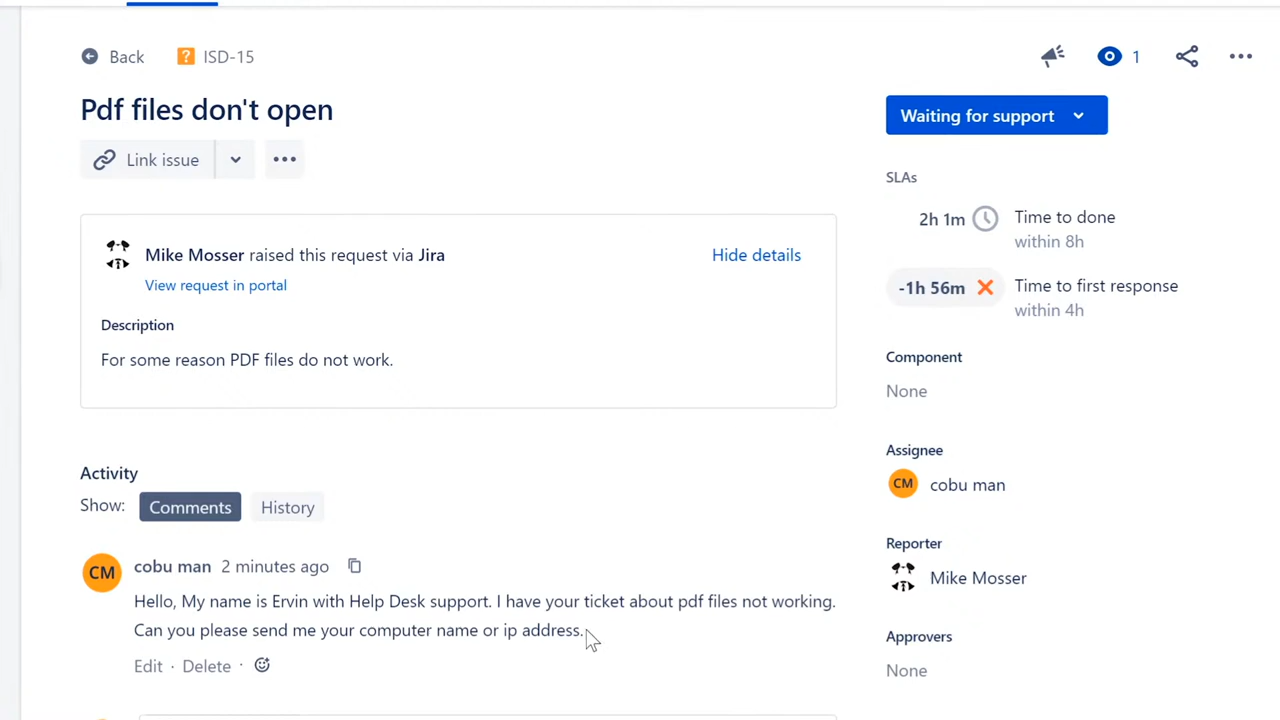 Back ISD-15 1
Pdf files don't open
Waiting for support
Link issue
SLAs
2h 1m Time to done
within 8h
Mike Mosser raised this request via Jira Hide details
View request in portal
-1h 56m Time to first response
within 4h
Description
For some reason PDF files do not work.
Component
None
Assignee
CM cobu man
Activity
Show: Comments History
Reporter
Mike Mosser
CM cobu man 2 minutes ago
Hello, My name is Ervin with Help Desk support. I have your ticket about pdf files not working.
Can you please send me your computer name or ip address.
Edit · Delete ·
Approvers
None